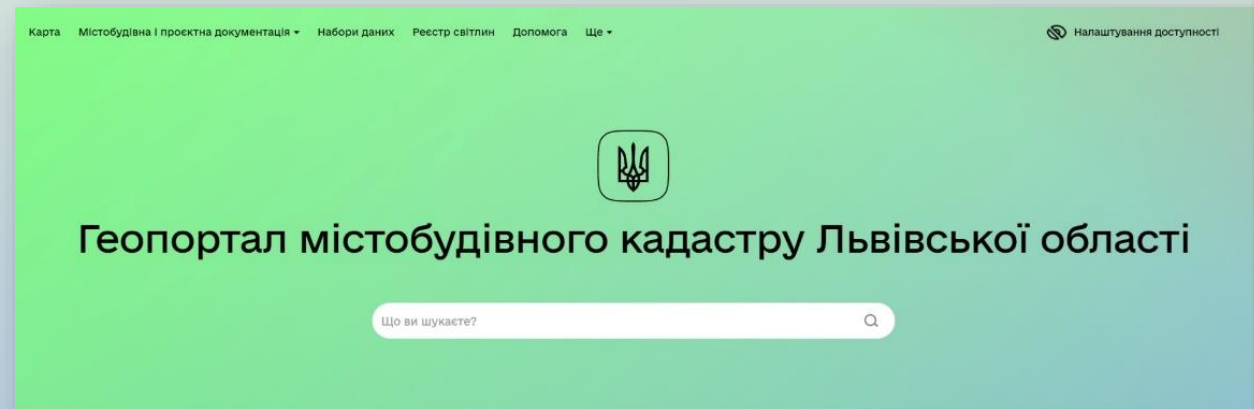 Карта Містобудівна і проєктна документація Набори даних Реєстр світлин Допомога Ще Налаштування доступності
Геопортал містобудівного кадастру Львівської області
Що ви шукаєте?